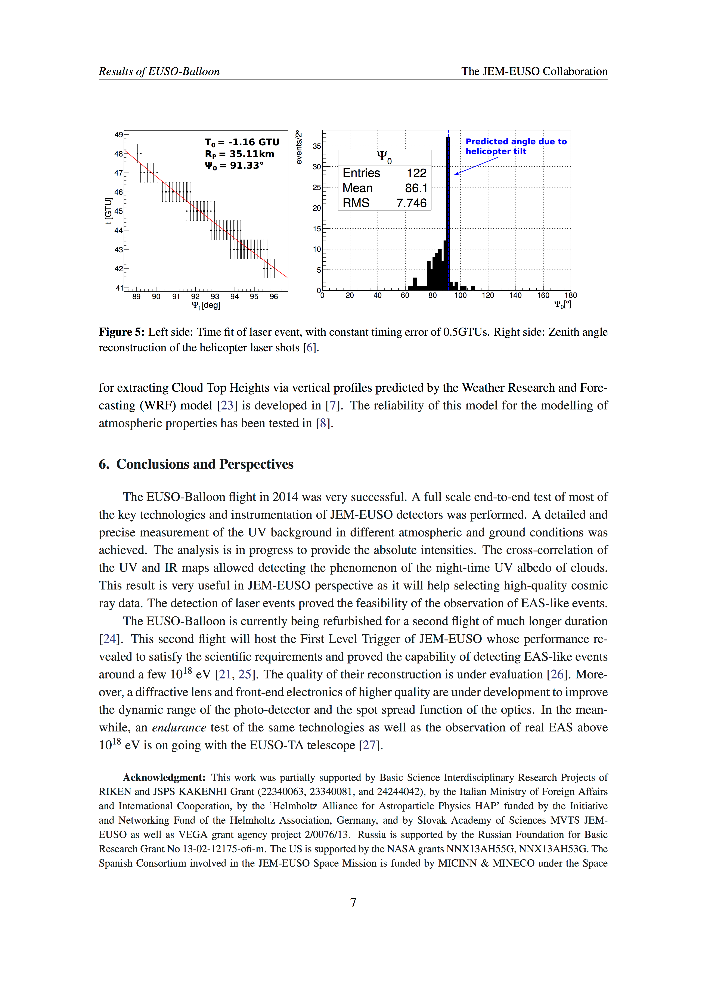 Results of EUSO-Balloon
The JEM-EUSO Collaboration
49
48
47
46
45
44
43
42
41
t [GTU]
T0 = -1.16 GTU
RP = 35.11km
Ψ0 = 91.33°
89 90 91 92 93 94 95 96
Ψi [deg]
events/2°
35
30
25
20
15
10
5
0
Ψ0
Entries 122
Mean 86.1
RMS 7.746
Predicted angle due to
helicopter tilt
0 20 40 60 80 100 120 140 160 180
Ψ0[°]
Figure 5: Left side: Time fit of laser event, with constant timing error of 0.5GTUs. Right side: Zenith angle
reconstruction of the helicopter laser shots [6].
for extracting Cloud Top Heights via vertical profiles predicted by the Weather Research and Fore-
casting (WRF) model [23] is developed in [7]. The reliability of this model for the modelling of
atmospheric properties has been tested in [8].
6. Conclusions and Perspectives
The EUSO-Balloon flight in 2014 was very successful. A full scale end-to-end test of most of
the key technologies and instrumentation of JEM-EUSO detectors was performed. A detailed and
precise measurement of the UV background in different atmospheric and ground conditions was
achieved. The analysis is in progress to provide the absolute intensities. The cross-correlation of
the UV and IR maps allowed detecting the phenomenon of the night-time UV albedo of clouds.
This result is very useful in JEM-EUSO perspective as it will help selecting high-quality cosmic
ray data. The detection of laser events proved the feasibility of the observation of EAS-like events.
The EUSO-Balloon is currently being refurbished for a second flight of much longer duration
[24]. This second flight will host the First Level Trigger of JEM-EUSO whose performance re-
vealed to satisfy the scientific requirements and proved the capability of detecting EAS-like events
around a few 10^18 eV [21, 25]. The quality of their reconstruction is under evaluation [26]. More-
over, a diffractive lens and front-end electronics of higher quality are under development to improve
the dynamic range of the photo-detector and the spot spread function of the optics. In the mean-
while, an endurance test of the same technologies as well as the observation of real EAS above
10^18 eV is on going with the EUSO-TA telescope [27].
Acknowledgment: This work was partially supported by Basic Science Interdisciplinary Research Projects of
RIKEN and JSPS KAKENHI Grant (22340063, 23340081, and 24244042), by the Italian Ministry of Foreign Affairs
and International Cooperation, by the ’Helmholtz Alliance for Astroparticle Physics HAP’ funded by the Initiative
and Networking Fund of the Helmholtz Association, Germany, and by Slovak Academy of Sciences MVTS JEM-
EUSO as well as VEGA grant agency project 2/0076/13. Russia is supported by the Russian Foundation for Basic
Research Grant No 13-02-12175-ofi-m. The US is supported by the NASA grants NNX13AH55G, NNX13AH53G. The
Spanish Consortium involved in the JEM-EUSO Space Mission is funded by MICINN & MINECO under the Space
7